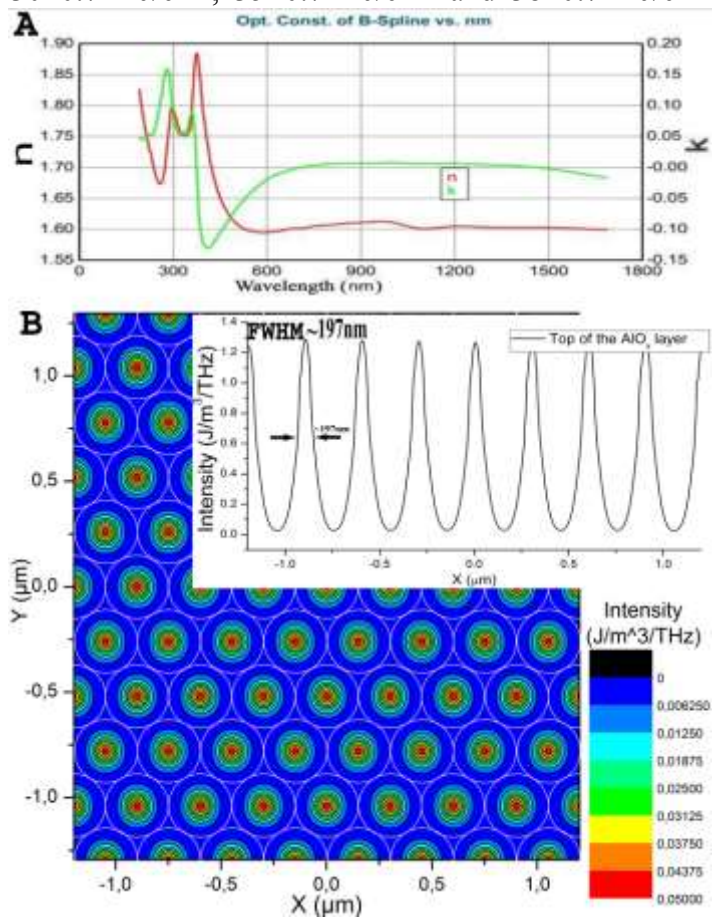 A
Opt. Const. of B-Spline vs. nm
1.90
1.85
1.80
1.75
1.70
1.65
1.60
1.55
n
0.20
0.15
0.10
0.05
-0.00
-0.05
-0.10
-0.15
k
n
k
0 300 600 900 1200 1500 1800
Wavelength (nm)
B
FWHM~197nm
Top of the AlOx layer
~197nm
Intensity (J/m³/THz)
1.4
1.2
1.0
0.8
0.6
0.4
0.2
0.0
-1.0 -0.5 0.0 0.5 1.0
X (µm)
1,0
0,5
0,0
-0,5
-1,0
Y (µm)
-1,0 -0,5 0,0 0,5 1,0
X (µm)
Intensity
(J/m^3/THz)
0
0,006250
0,01250
0,01875
0,02500
0,03125
0,03750
0,04375
0,05000